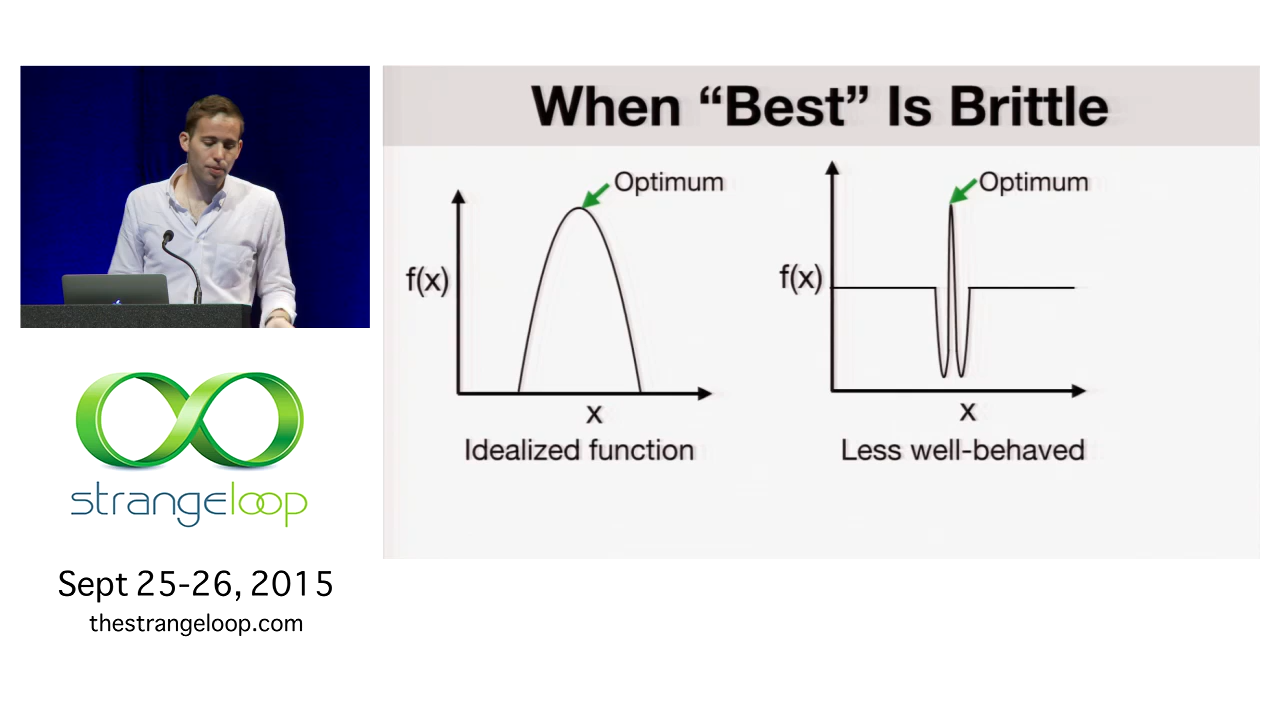 When “Best” Is Brittle
Optimum
f(x)
x
Idealized function
Optimum
f(x)
x
Less well-behaved
strangeloop
Sept 25-26, 2015
thestrangeloop.com